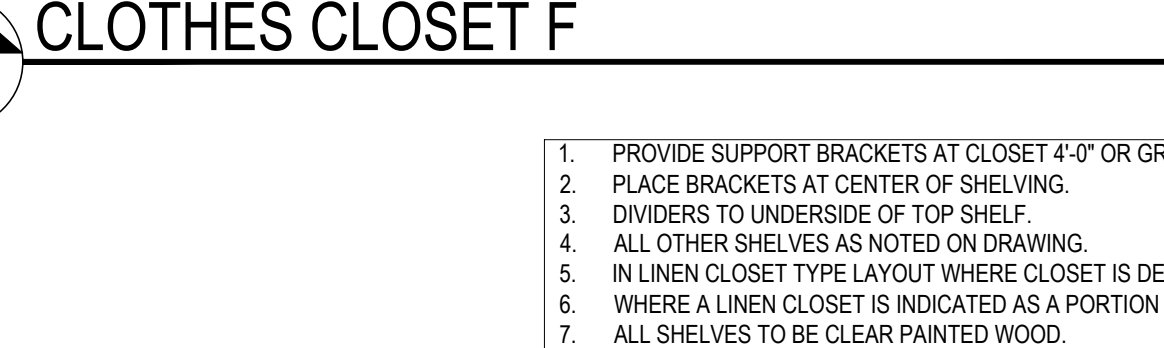 CLOTHES CLOSET F
1. PROVIDE SUPPORT BRACKETS AT CLOSET 4'-0" OR
2. PLACE BRACKETS AT CENTER OF SHELVING.
3. DIVIDERS TO UNDERSIDE OF TOP SHELF.
4. ALL OTHER SHELVES AS NOTED ON DRAWING.
5. IN LINEN CLOSET TYPE LAYOUT WHERE CLOSET IS
6. WHERE A LINEN CLOSET IS INDICATED AS A PORTION
7. ALL SHELVES TO BE CLEAR PAINTED WOOD.